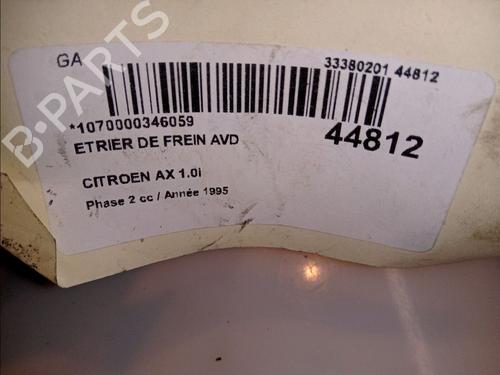 GA
33380201 44812
*1070000346059
44812
ETRIER DE FREIN AVD
CITROEN AX 1.0i
Phase 2 cc / Année 1995
B-PARTS